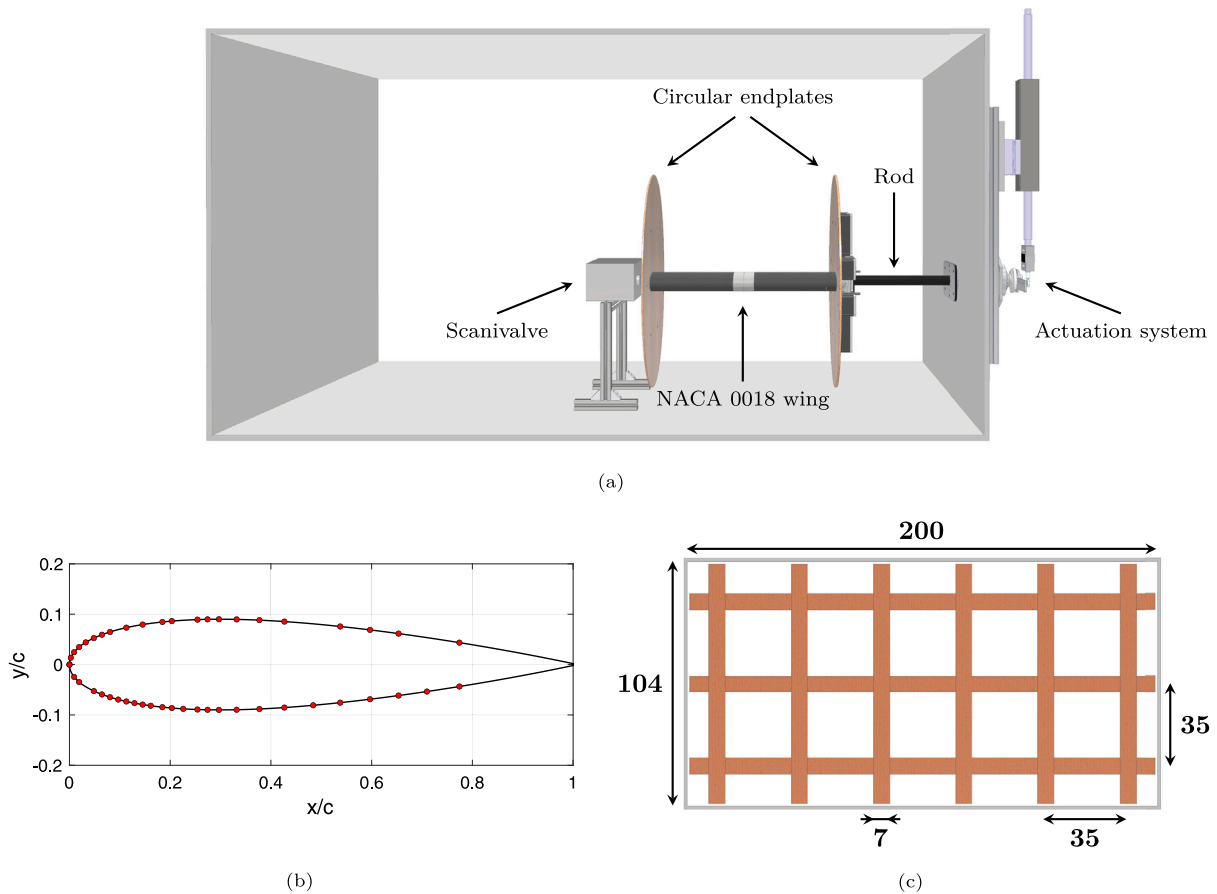 Circular endplates
Rod
Scanivalve
Actuation system
NACA 0018 wing
(a)
0.2
0.1
0
-0.1
-0.2
y/c
0 0.2 0.4 0.6 0.8 1
x/c
(b)
200
104
35
7 35
(c)